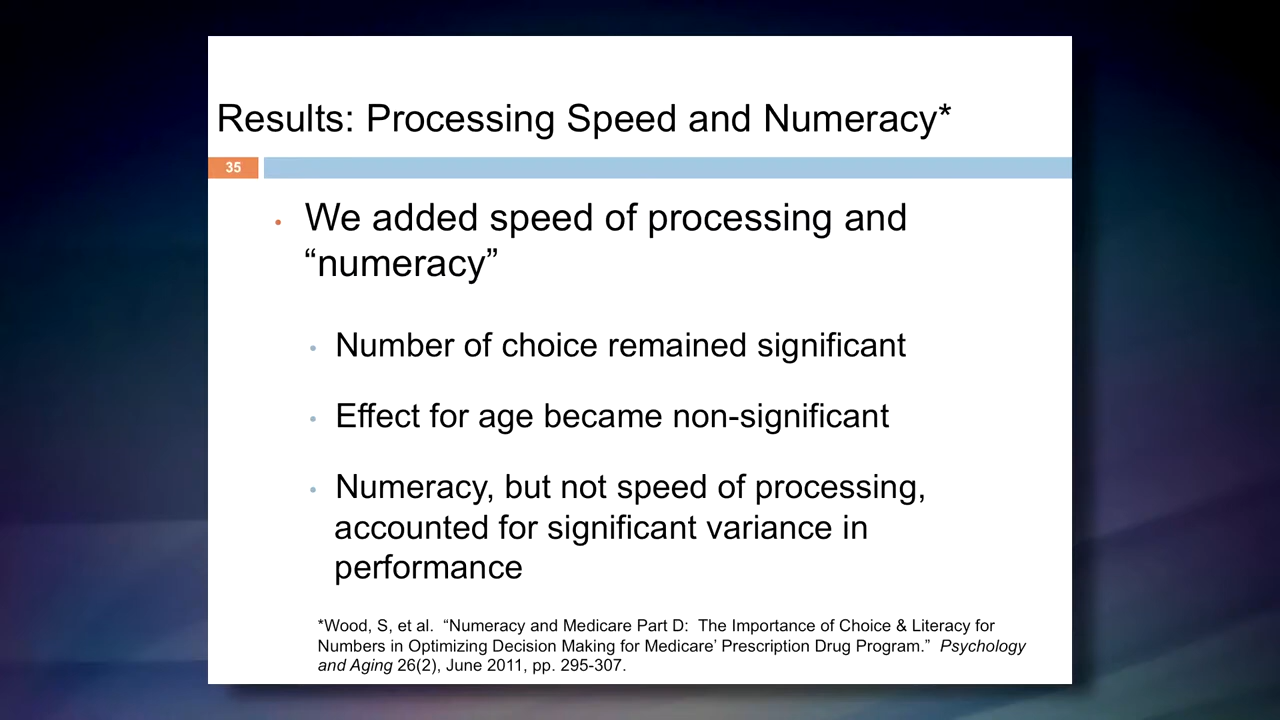 Results: Processing Speed and Numeracy*
35
• We added speed of processing and
“numeracy”
• Number of choice remained significant
• Effect for age became non-significant
• Numeracy, but not speed of processing,
accounted for significant variance in
performance
*Wood, S, et al. “Numeracy and Medicare Part D: The Importance of Choice & Literacy for
Numbers in Optimizing Decision Making for Medicare’ Prescription Drug Program.” Psychology
and Aging 26(2), June 2011, pp. 295-307.